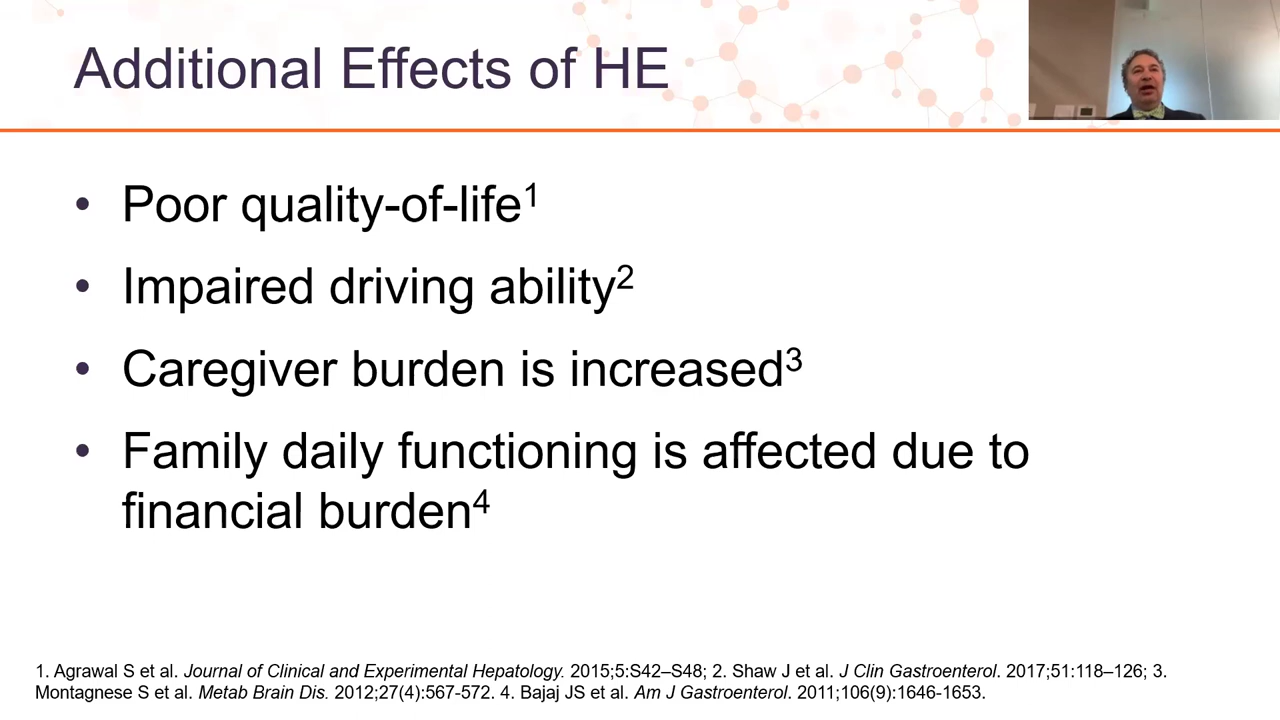 Additional Effects of HE
• Poor quality-of-life¹
• Impaired driving ability²
• Caregiver burden is increased³
• Family daily functioning is affected due to
financial burden⁴
1. Agrawal S et al. Journal of Clinical and Experimental Hepatology. 2015;5:S42–S48; 2. Shaw J et al. J Clin Gastroenterol. 2017;51:118–126; 3.
Montagnese S et al. Metab Brain Dis. 2012;27(4):567-572. 4. Bajaj JS et al. Am J Gastroenterol. 2011;106(9):1646-1653.